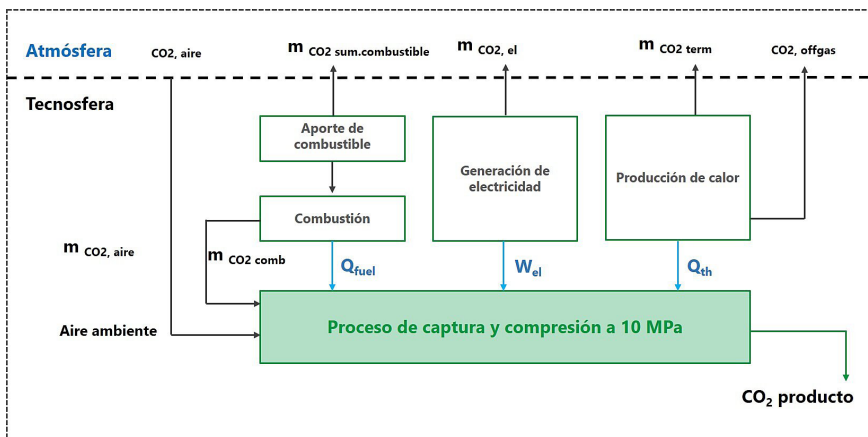 Atmósfera
CO2, aire
m CO2 sum.combustible
m CO2, el
m CO2 term
CO2, offgas
Tecnosfera
Aporte de
combustible
Generación de
electricidad
Producción de calor
Combustión
m CO2, aire
m CO2 comb
Qfuel
Wel
Qth
Aire ambiente
Proceso de captura y compresión a 10 MPa
CO₂ producto